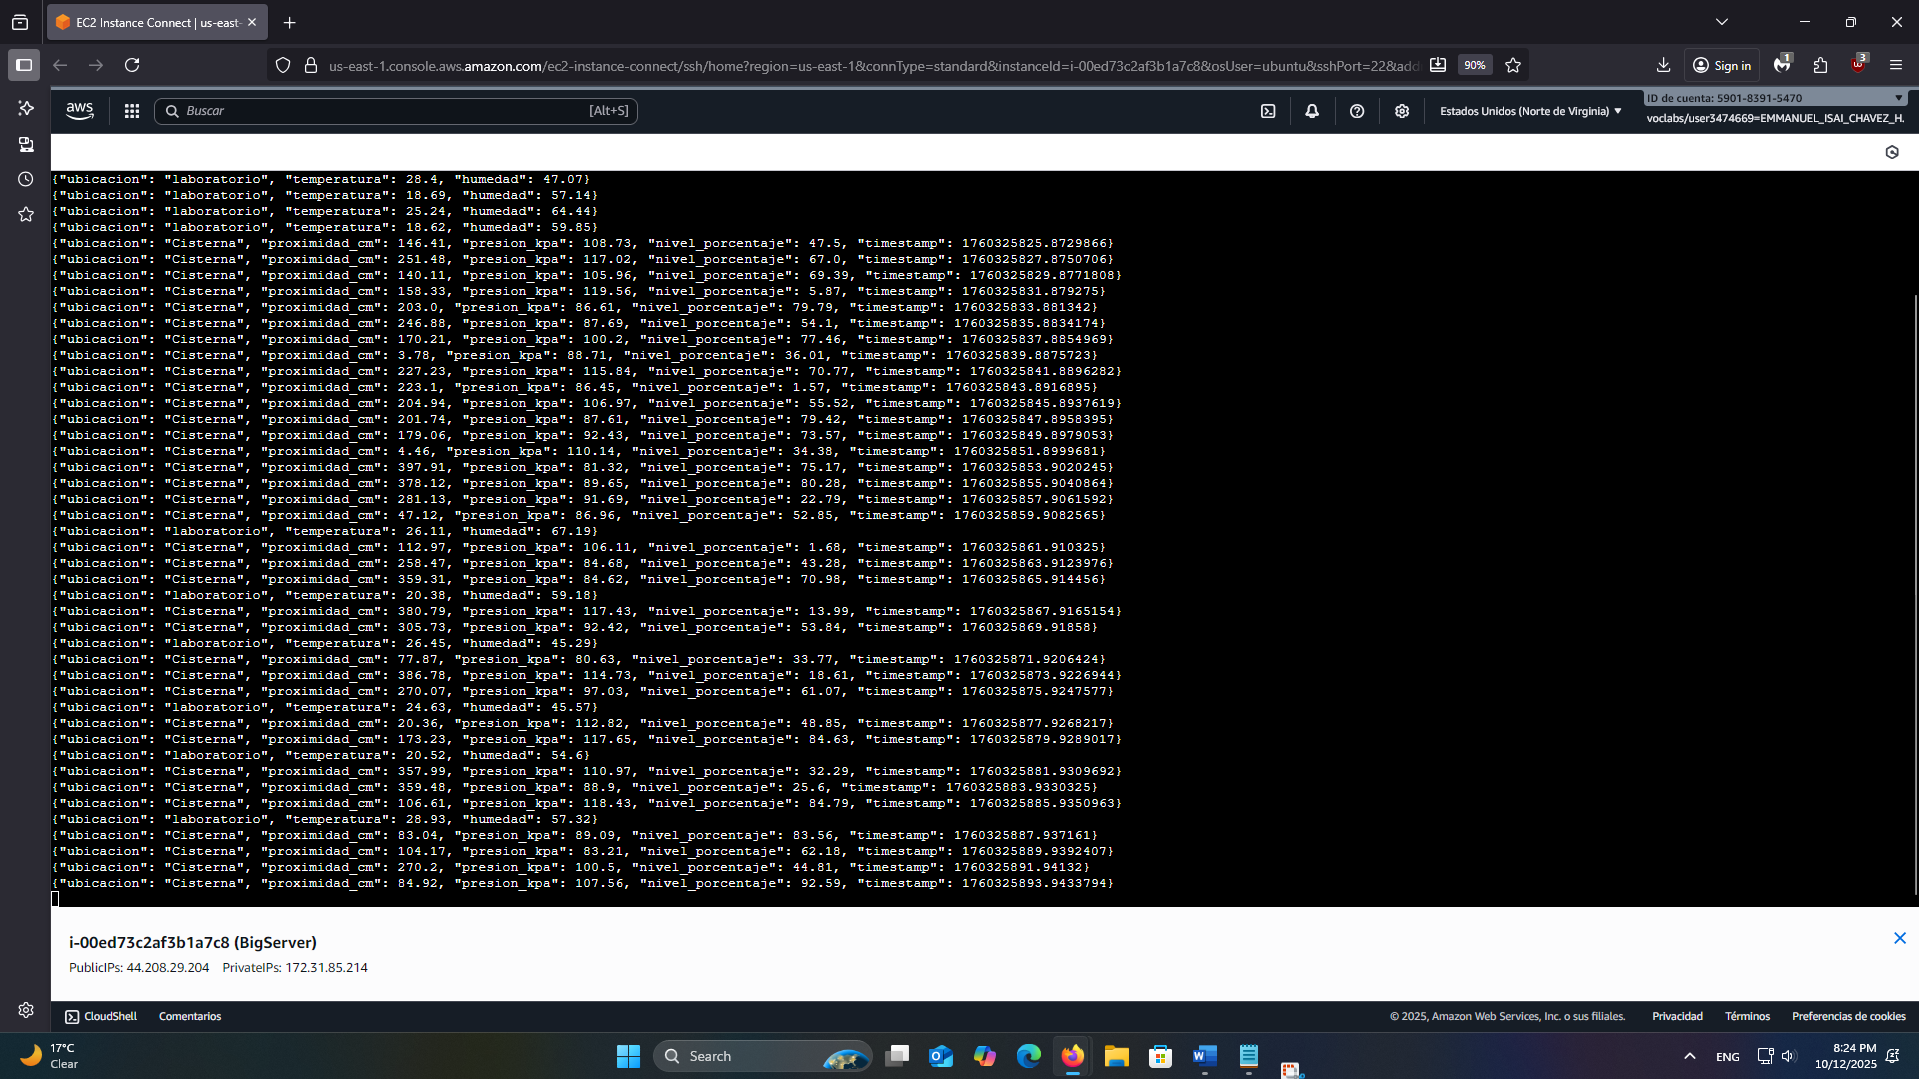 EC2 Instance Connect | us-east-
us-east-1.console.aws.amazon.com/ec2-instance-connect/ssh/home?region=us-east-1&connType=standard&instanceId=i-00ed73c2af3b1a7c8&osUser=ubuntu&sshPort=22&add
90%
Sign in
1
3
aws
Buscar
[Alt+S]
Estados Unidos (Norte de Virginia)
ID de cuenta: 5901-8391-5470
voclabs/user3474669=EMMANUEL_ISAI_CHAVEZ_H.
{"ubicacion": "laboratorio", "temperatura": 28.4, "humedad": 47.07}
{"ubicacion": "laboratorio", "temperatura": 18.69, "humedad": 57.14}
{"ubicacion": "laboratorio", "temperatura": 25.24, "humedad": 64.44}
{"ubicacion": "laboratorio", "temperatura": 18.62, "humedad": 59.85}
{"ubicacion": "Cisterna", "proximidad_cm": 146.41, "presion_kpa": 108.73, "nivel_porcentaje": 47.5, "timestamp": 1760325825.8729866}
{"ubicacion": "Cisterna", "proximidad_cm": 251.48, "presion_kpa": 117.02, "nivel_porcentaje": 67.0, "timestamp": 1760325827.8750706}
{"ubicacion": "Cisterna", "proximidad_cm": 140.11, "presion_kpa": 105.96, "nivel_porcentaje": 69.39, "timestamp": 1760325829.8771808}
{"ubicacion": "Cisterna", "proximidad_cm": 158.33, "presion_kpa": 119.56, "nivel_porcentaje": 5.87, "timestamp": 1760325831.879275}
{"ubicacion": "Cisterna", "proximidad_cm": 203.0, "presion_kpa": 86.61, "nivel_porcentaje": 79.79, "timestamp": 1760325833.881342}
{"ubicacion": "Cisterna", "proximidad_cm": 246.88, "presion_kpa": 87.69, "nivel_porcentaje": 54.1, "timestamp": 1760325835.8834174}
{"ubicacion": "Cisterna", "proximidad_cm": 170.21, "presion_kpa": 100.2, "nivel_porcentaje": 77.46, "timestamp": 1760325837.8854969}
{"ubicacion": "Cisterna", "proximidad_cm": 3.78, "presion_kpa": 88.71, "nivel_porcentaje": 36.01, "timestamp": 1760325839.8875723}
{"ubicacion": "Cisterna", "proximidad_cm": 227.23, "presion_kpa": 115.84, "nivel_porcentaje": 70.77, "timestamp": 1760325841.8896282}
{"ubicacion": "Cisterna", "proximidad_cm": 223.1, "presion_kpa": 86.45, "nivel_porcentaje": 1.57, "timestamp": 1760325843.8916895}
{"ubicacion": "Cisterna", "proximidad_cm": 204.94, "presion_kpa": 106.97, "nivel_porcentaje": 55.52, "timestamp": 1760325845.8937619}
{"ubicacion": "Cisterna", "proximidad_cm": 201.74, "presion_kpa": 87.61, "nivel_porcentaje": 79.42, "timestamp": 1760325847.8958395}
{"ubicacion": "Cisterna", "proximidad_cm": 179.06, "presion_kpa": 92.43, "nivel_porcentaje": 73.57, "timestamp": 1760325849.8979053}
{"ubicacion": "Cisterna", "proximidad_cm": 4.46, "presion_kpa": 110.14, "nivel_porcentaje": 34.38, "timestamp": 1760325851.8999681}
{"ubicacion": "Cisterna", "proximidad_cm": 397.91, "presion_kpa": 81.32, "nivel_porcentaje": 75.17, "timestamp": 1760325853.9020245}
{"ubicacion": "Cisterna", "proximidad_cm": 378.12, "presion_kpa": 89.65, "nivel_porcentaje": 80.28, "timestamp": 1760325855.9040864}
{"ubicacion": "Cisterna", "proximidad_cm": 281.13, "presion_kpa": 91.69, "nivel_porcentaje": 22.79, "timestamp": 1760325857.9061592}
{"ubicacion": "Cisterna", "proximidad_cm": 47.12, "presion_kpa": 86.96, "nivel_porcentaje": 52.85, "timestamp": 1760325859.9082565}
{"ubicacion": "laboratorio", "temperatura": 26.11, "humedad": 67.19}
{"ubicacion": "Cisterna", "proximidad_cm": 112.97, "presion_kpa": 106.11, "nivel_porcentaje": 1.68, "timestamp": 1760325861.910325}
{"ubicacion": "Cisterna", "proximidad_cm": 258.47, "presion_kpa": 84.68, "nivel_porcentaje": 43.28, "timestamp": 1760325863.9123976}
{"ubicacion": "Cisterna", "proximidad_cm": 359.31, "presion_kpa": 84.62, "nivel_porcentaje": 70.98, "timestamp": 1760325865.914456}
{"ubicacion": "laboratorio", "temperatura": 20.38, "humedad": 59.18}
{"ubicacion": "Cisterna", "proximidad_cm": 380.79, "presion_kpa": 117.43, "nivel_porcentaje": 13.99, "timestamp": 1760325867.9165154}
{"ubicacion": "Cisterna", "proximidad_cm": 305.73, "presion_kpa": 92.42, "nivel_porcentaje": 53.84, "timestamp": 1760325869.91858}
{"ubicacion": "laboratorio", "temperatura": 26.45, "humedad": 45.29}
{"ubicacion": "Cisterna", "proximidad_cm": 77.87, "presion_kpa": 80.63, "nivel_porcentaje": 33.77, "timestamp": 1760325871.9206424}
{"ubicacion": "Cisterna", "proximidad_cm": 386.78, "presion_kpa": 114.73, "nivel_porcentaje": 18.61, "timestamp": 1760325873.9226944}
{"ubicacion": "Cisterna", "proximidad_cm": 270.07, "presion_kpa": 97.03, "nivel_porcentaje": 61.07, "timestamp": 1760325875.9247577}
{"ubicacion": "laboratorio", "temperatura": 24.63, "humedad": 45.57}
{"ubicacion": "Cisterna", "proximidad_cm": 20.36, "presion_kpa": 112.82, "nivel_porcentaje": 48.85, "timestamp": 1760325877.9268217}
{"ubicacion": "Cisterna", "proximidad_cm": 173.23, "presion_kpa": 117.65, "nivel_porcentaje": 84.63, "timestamp": 1760325879.9289017}
{"ubicacion": "laboratorio", "temperatura": 20.52, "humedad": 54.6}
{"ubicacion": "Cisterna", "proximidad_cm": 357.99, "presion_kpa": 110.97, "nivel_porcentaje": 32.29, "timestamp": 1760325881.9309692}
{"ubicacion": "Cisterna", "proximidad_cm": 359.48, "presion_kpa": 88.9, "nivel_porcentaje": 25.6, "timestamp": 1760325883.9330325}
{"ubicacion": "Cisterna", "proximidad_cm": 106.61, "presion_kpa": 118.43, "nivel_porcentaje": 84.79, "timestamp": 1760325885.9350963}
{"ubicacion": "laboratorio", "temperatura": 28.93, "humedad": 57.32}
{"ubicacion": "Cisterna", "proximidad_cm": 83.04, "presion_kpa": 89.09, "nivel_porcentaje": 83.56, "timestamp": 1760325887.937161}
{"ubicacion": "Cisterna", "proximidad_cm": 104.17, "presion_kpa": 83.21, "nivel_porcentaje": 62.18, "timestamp": 1760325889.9392407}
{"ubicacion": "Cisterna", "proximidad_cm": 270.2, "presion_kpa": 100.5, "nivel_porcentaje": 44.81, "timestamp": 1760325891.94132}
{"ubicacion": "Cisterna", "proximidad_cm": 84.92, "presion_kpa": 107.56, "nivel_porcentaje": 92.59, "timestamp": 1760325893.9433794}
i-00ed73c2af3b1a7c8 (BigServer)
PublicIPs: 44.208.29.204 PrivateIPs: 172.31.85.214
CloudShell
Comentarios
© 2025, Amazon Web Services, Inc. o sus filiales.
Privacidad
Términos
Preferencias de cookies
17°C
Clear
Search
ENG
8:24 PM
10/12/2025